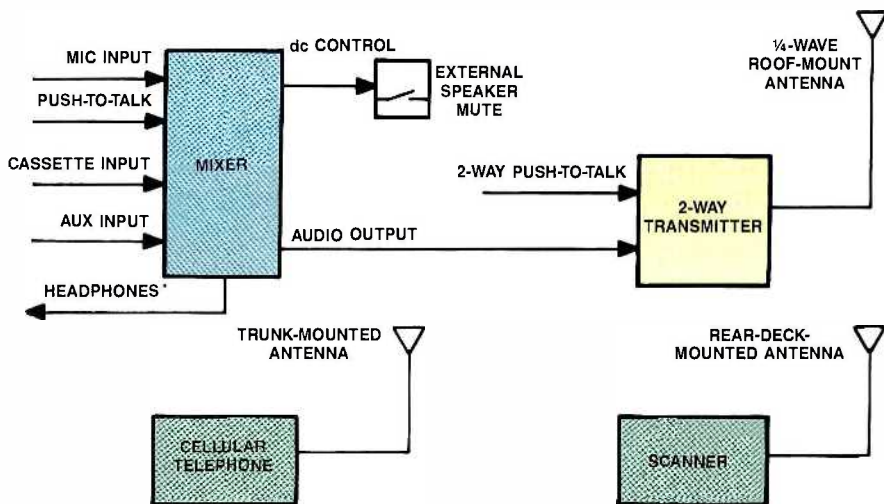 MIC INPUT
PUSH-TO-TALK
CASSETTE INPUT
AUX INPUT
HEADPHONES*
MIXER
dc CONTROL
EXTERNAL
SPEAKER
MUTE
AUDIO OUTPUT
2-WAY PUSH-TO-TALK
2-WAY
TRANSMITTER
¼-WAVE
ROOF-MOUNT
ANTENNA
TRUNK-MOUNTED
ANTENNA
CELLULAR
TELEPHONE
REAR-DECK-
MOUNTED ANTENNA
SCANNER